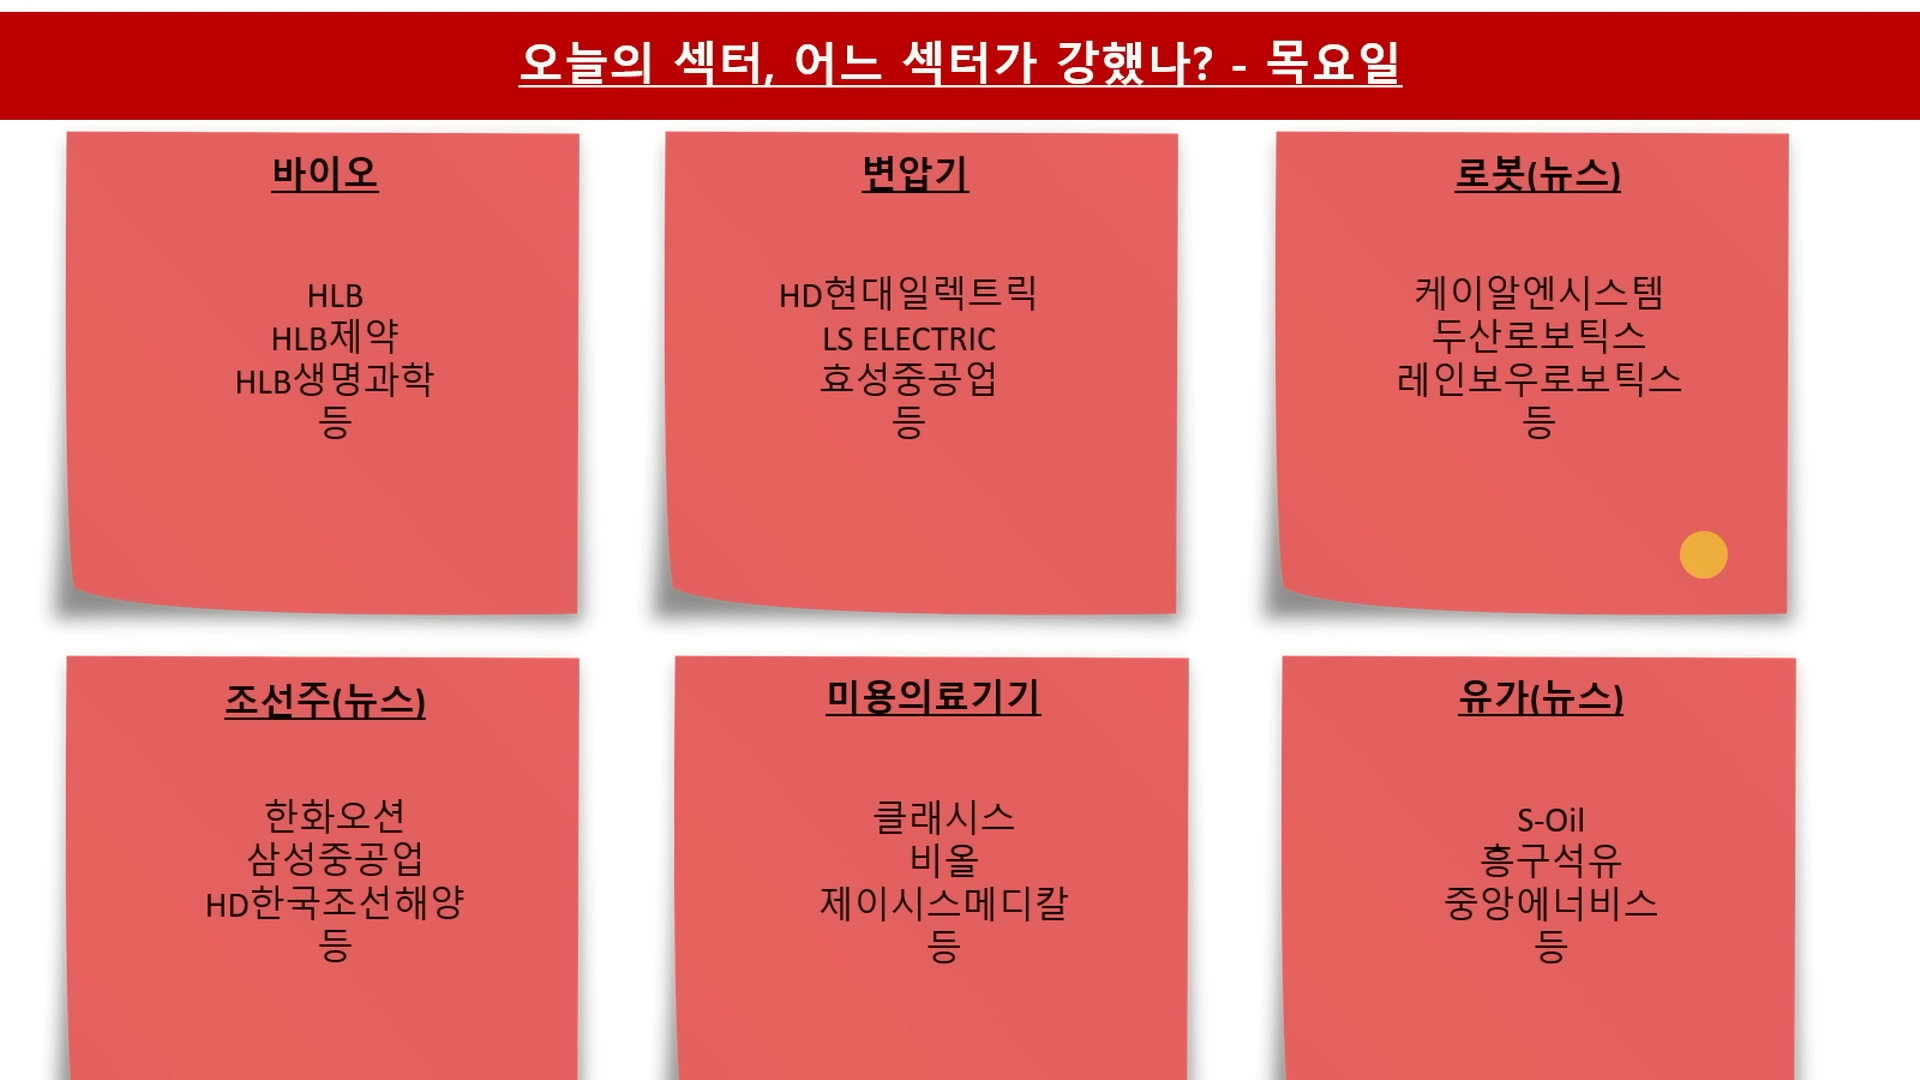 오늘의 섹터, 어느 섹터가 강했나? - 목요일
바이오
HLB
HLB제약
HLB생명과학
등
변압기
HD현대일렉트릭
LS ELECTRIC
효성중공업
등
로봇(뉴스)
케이알엔시스템
두산로보틱스
레인보우로보틱스
등
조선주(뉴스)
한화오션
삼성중공업
HD한국조선해양
등
미용의료기기
클래시스
비올
제이시스메디칼
등
유가(뉴스)
S-Oil
흥구석유
중앙에너비스
등